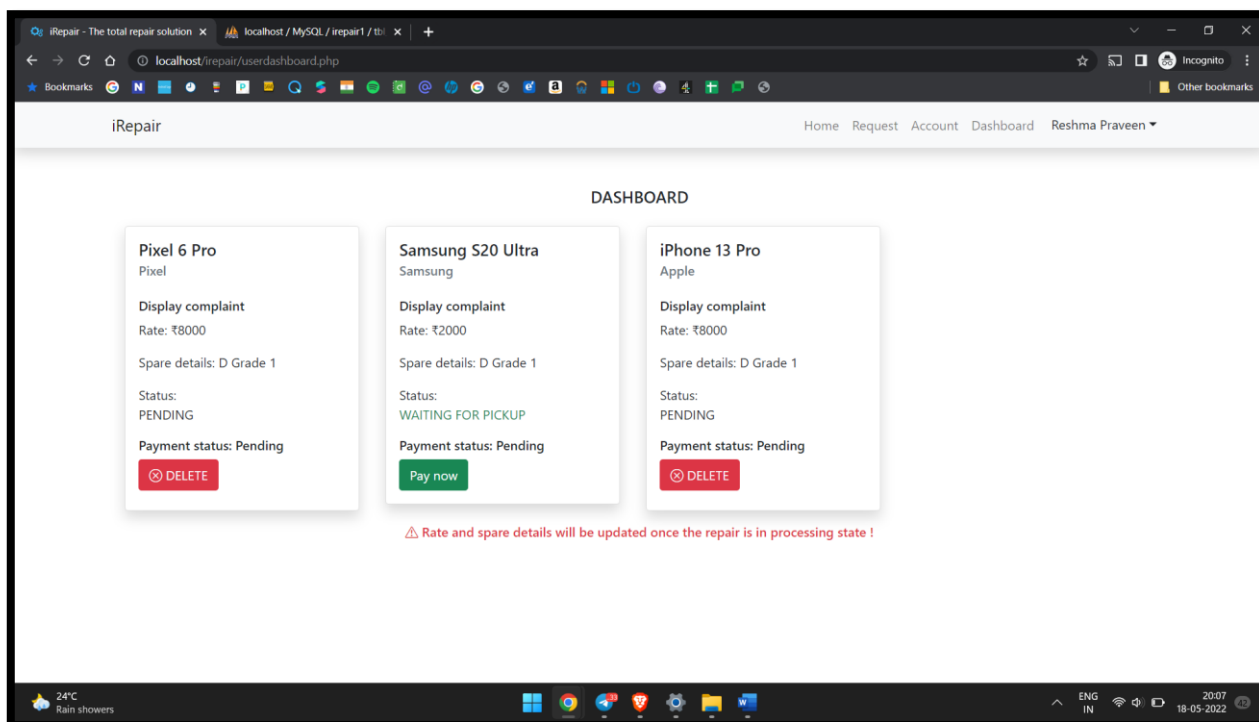 iRepair - The total repair solution
localhost / MySQL / irepair1 / tbl
localhost/irepair/userdashboard.php
Incognito
Bookmarks
Other bookmarks
iRepair
Home Request Account Dashboard Reshma Praveen
DASHBOARD
Pixel 6 Pro
Pixel
Display complaint
Rate: ₹8000
Spare details: D Grade 1
Status:
PENDING
Payment status: Pending
DELETE
Samsung S20 Ultra
Samsung
Display complaint
Rate: ₹2000
Spare details: D Grade 1
Status:
WAITING FOR PICKUP
Payment status: Pending
Pay now
iPhone 13 Pro
Apple
Display complaint
Rate: ₹8000
Spare details: D Grade 1
Status:
PENDING
Payment status: Pending
DELETE
Rate and spare details will be updated once the repair is in processing state !
24°C
Rain showers
33
ENG
IN
20:07
18-05-2022
42